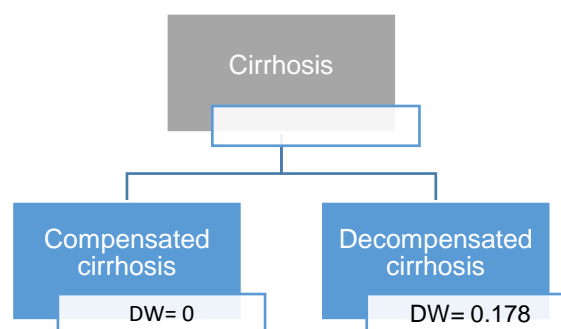 Cirrhosis
Compensated
cirrhosis
DW= 0
Decompensated
cirrhosis
DW= 0.178